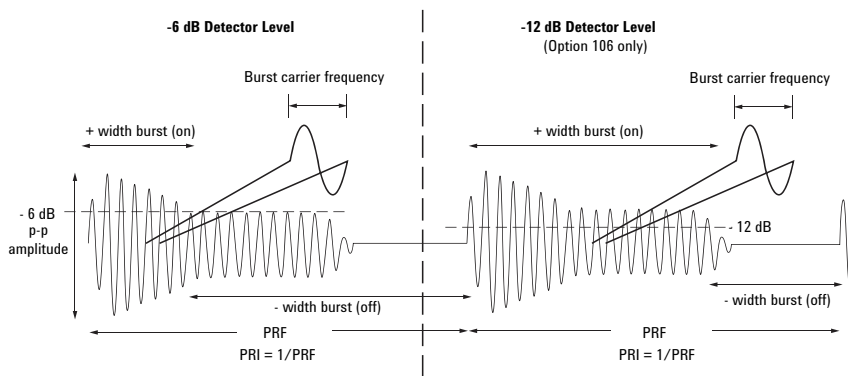 -6 dB Detector Level
Burst carrier frequency
+ width burst (on)
- 6 dB
p-p
amplitude
- width burst (off)
PRF
PRI = 1/PRF
-12 dB Detector Level
(Option 106 only)
Burst carrier frequency
+ width burst (on)
- 12 dB
- width burst (off)
PRF
PRI = 1/PRF